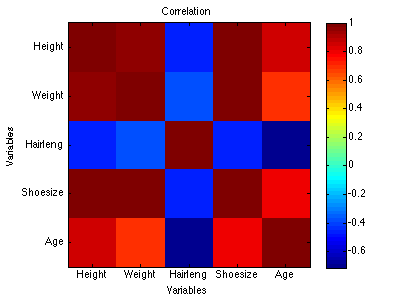 Correlation
Height
Weight
Hairleng
Shoesize
Age
Variables
Height Weight Hairleng Shoesize Age
Variables
1
0.8
0.6
0.4
0.2
0
-0.2
-0.4
-0.6